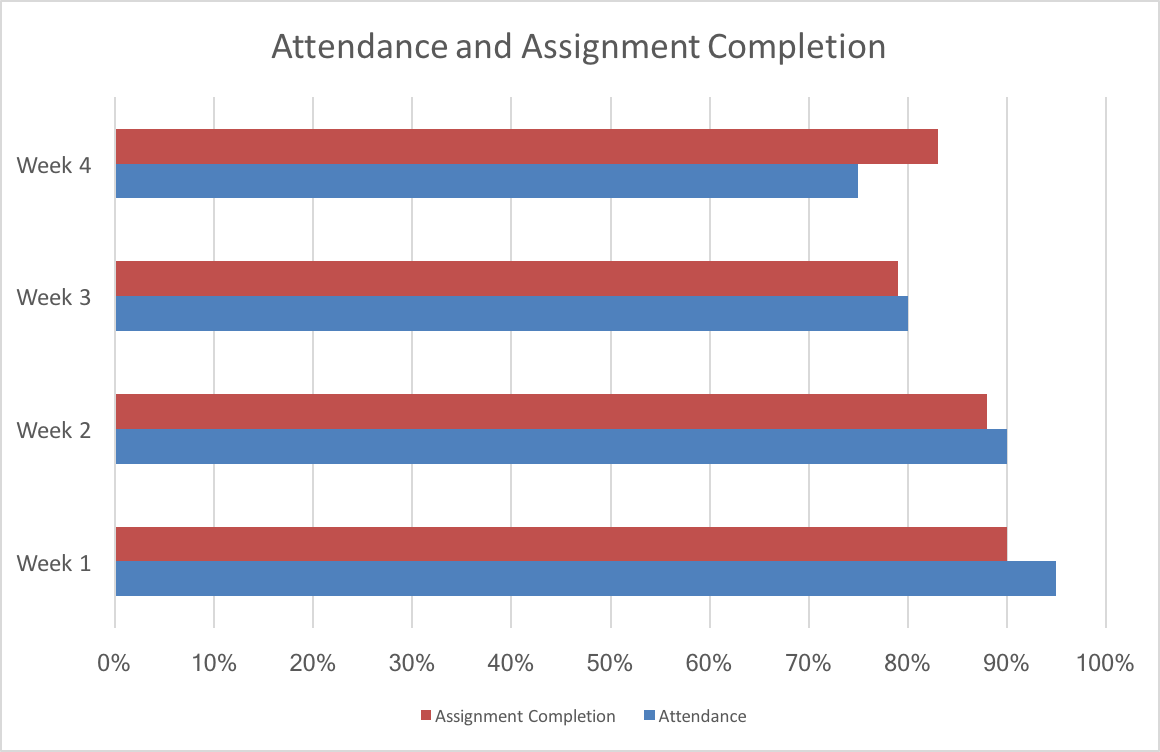 Attendance and Assignment Completion
Week 4
Week 3
Week 2
Week 1
0% 10% 20% 30% 40% 50% 60% 70% 80% 90% 100%
Assignment Completion Attendance